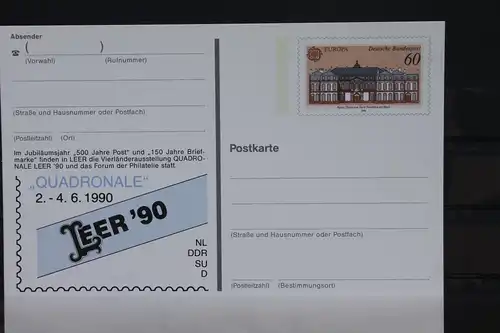 Absender
☎ ( )
(Vorwahl) (Rufnummer)
(Straße und Hausnummer oder Postfach)
(Postleitzahl) (Ort)
Im Jubiläumsjahr „500 Jahre Post" und „150 Jahre Brief-
marke" finden in LEER die Vierländerausstellung QUADRO-
NALE LEER '90 und das Forum der Philatelie statt
„QUADRONALE"
2. - 4. 6. 1990
LEER '90
NL
DDR
SU
D
EUROPA Deutsche Bundespost
60
Postkarte
(Straße und Hausnummer oder Postfach)
(Postleitzahl) (Bestimmungsort)